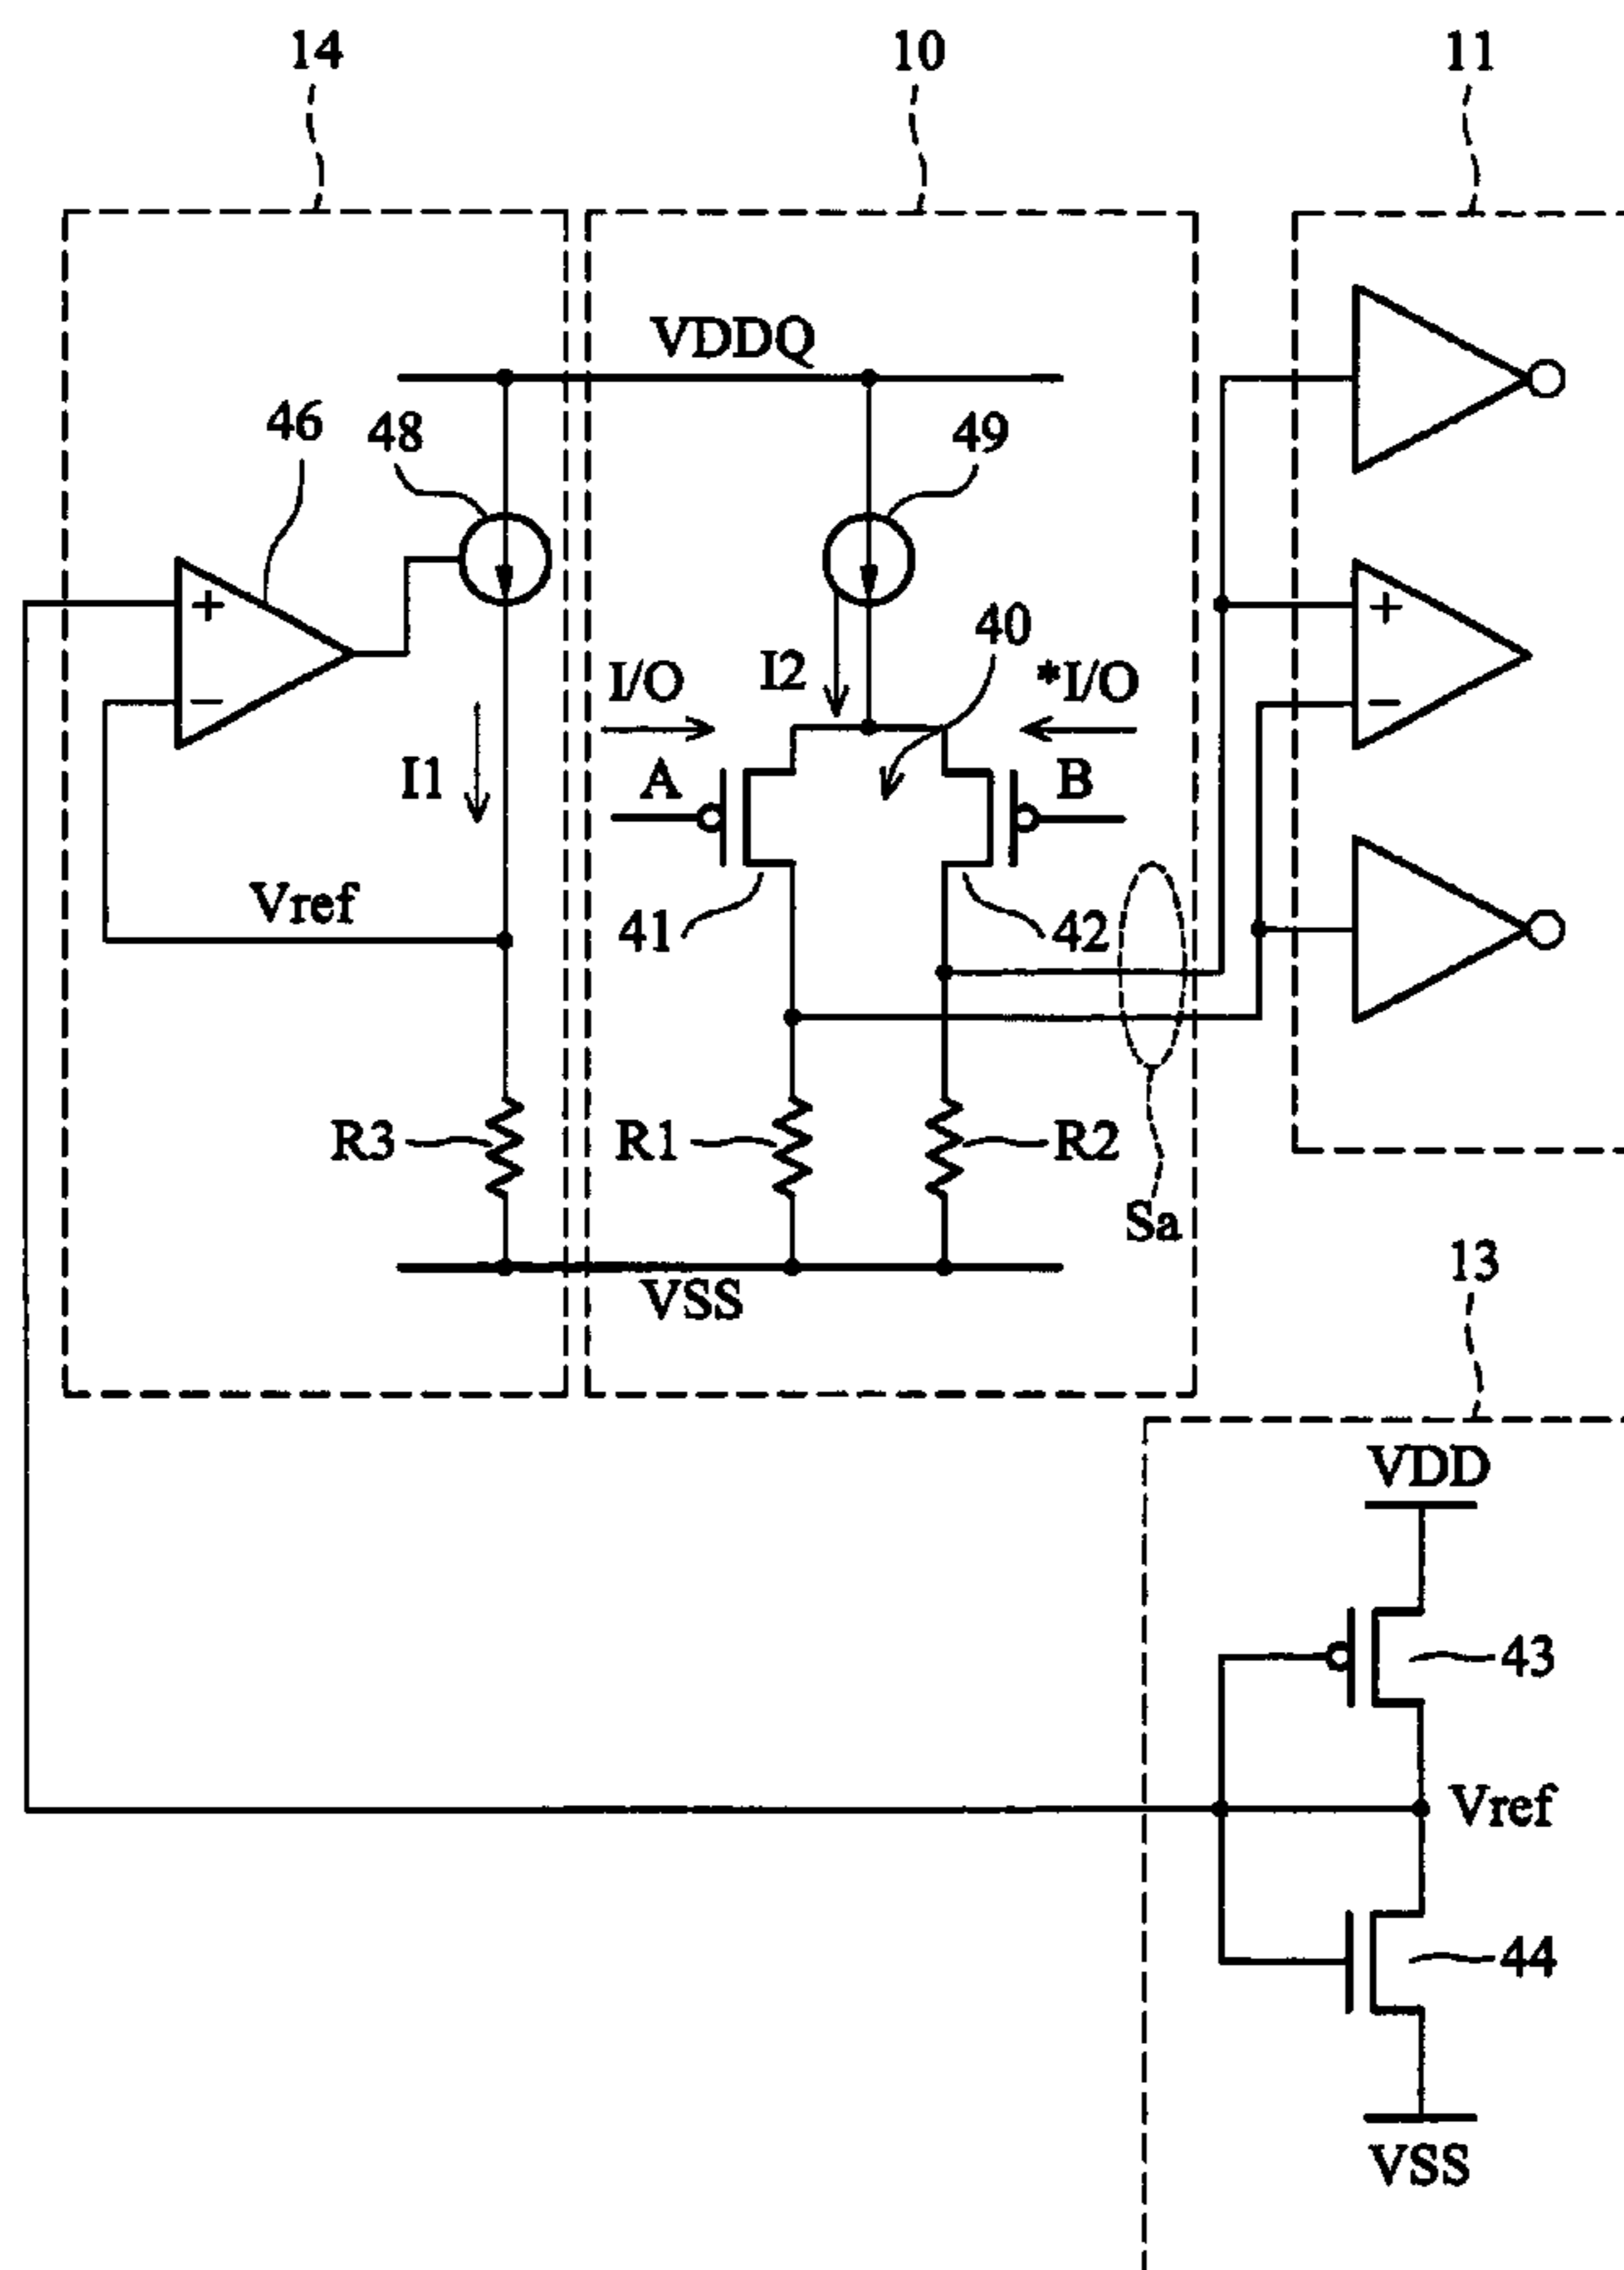 14
10
11
VDDQ
46
48
49
40
+
−
I/O
I2
*I/O
+
−
I1
A
B
Vref
41
42
R3
R1
R2
Sa
VSS
13
VDD
43
Vref
44
VSS